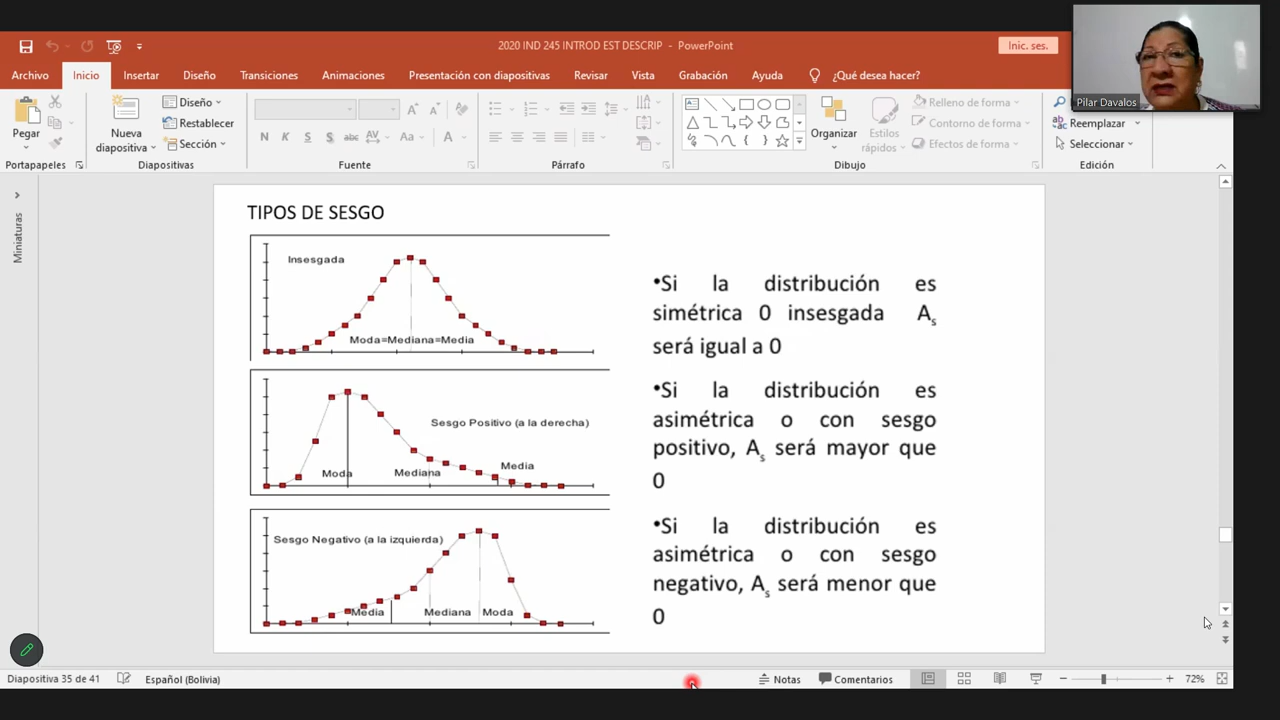 2020 IND 245 INTROD EST DESCRIP - PowerPoint
Inic. ses.
Archivo Inicio Insertar Diseño Transiciones Animaciones Presentación con diapositivas Revisar Vista Grabación Ayuda ¿Qué desea hacer?
Pilar Davalos
Pegar
Nueva diapositiva
Diseño
Restablecer
Sección
N K S S abc AV Aa A
Organizar
Estilos rápidos
Relleno de forma
Contorno de forma
Efectos de forma
Reemplazar
Seleccionar
Portapapeles Diapositivas Fuente Párrafo Dibujo Edición
Miniaturas
TIPOS DE SESGO
Insesgada
Moda=Mediana=Media
Sesgo Positivo (a la derecha)
Moda Mediana Media
Sesgo Negativo (a la izquierda)
Media Mediana Moda
•Si la distribución es
simétrica 0 insesgada As
será igual a 0
•Si la distribución es
asimétrica o con sesgo
positivo, As será mayor que
0
•Si la distribución es
asimétrica o con sesgo
negativo, As será menor que
0
Diapositiva 35 de 41 Español (Bolivia) Notas Comentarios 72%